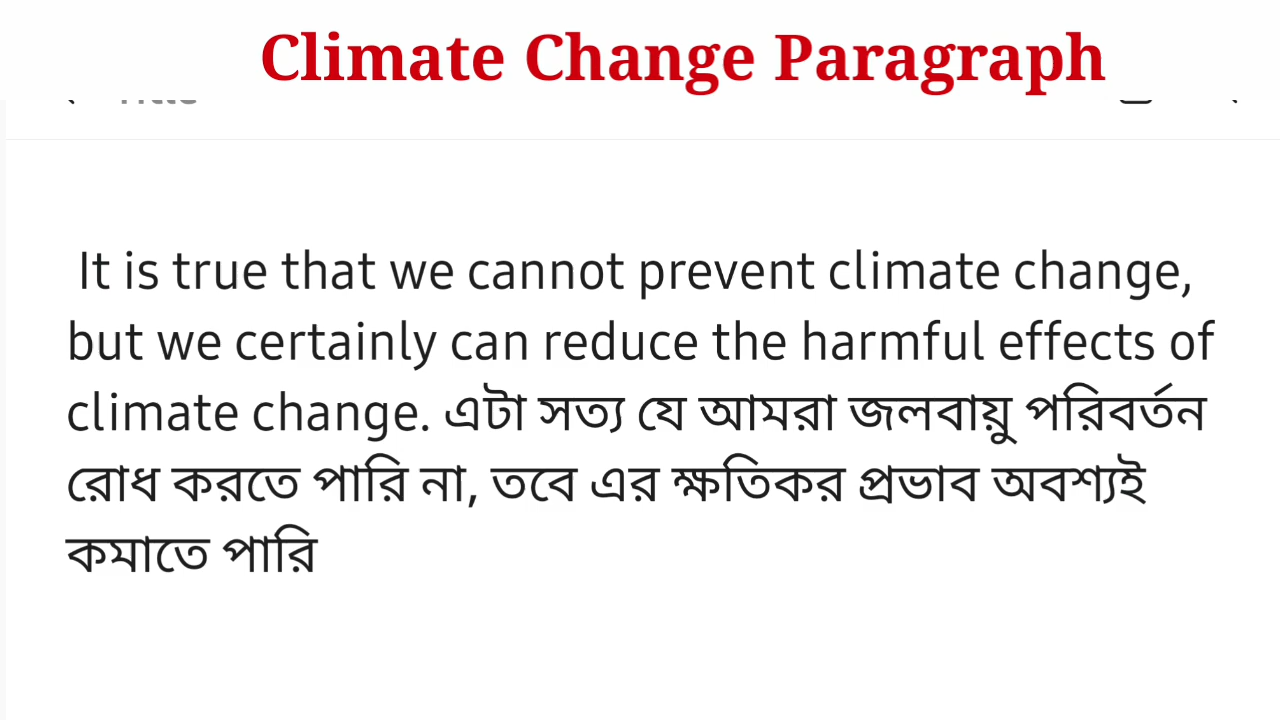 Climate Change Paragraph
It is true that we cannot prevent climate change,
but we certainly can reduce the harmful effects of
climate change. এটা সত্য যে আমরা জলবায়ু পরিবর্তন
রোধ করতে পারি না, তবে এর ক্ষতিকর প্রভাব অবশ্যই
কমাতে পারি